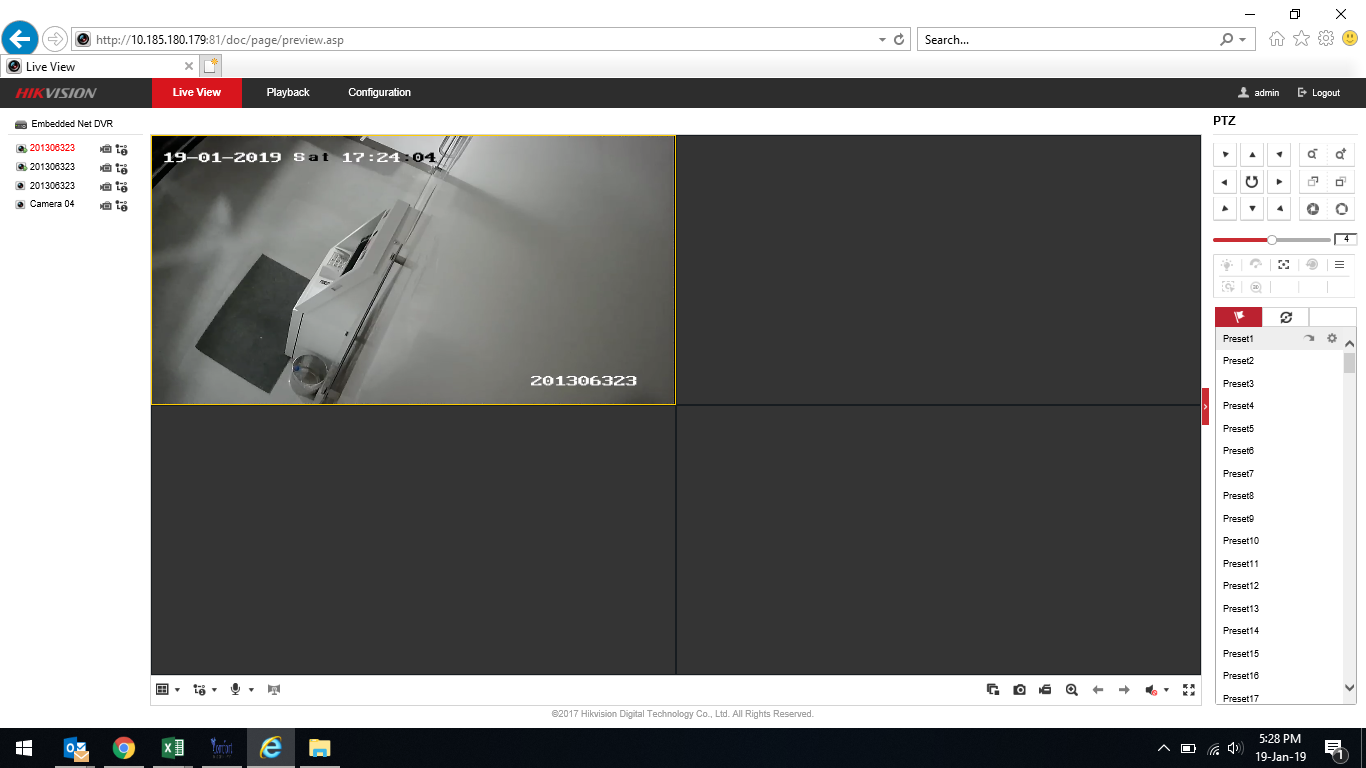 http://10.185.180.179:81/doc/page/preview.asp
Search...
Live View
HIKVISION
Live View
Playback
Configuration
admin
Logout
Embedded Net DVR
201306323
201306323
201306323
Camera 04
19-01-2019 Sat 17:24:04
201306323
PTZ
4
Preset1
Preset2
Preset3
Preset4
Preset5
Preset6
Preset7
Preset8
Preset9
Preset10
Preset11
Preset12
Preset13
Preset14
Preset15
Preset16
Preset17
©2017 Hikvision Digital Technology Co., Ltd. All Rights Reserved.
5:28 PM
19-Jan-19
1